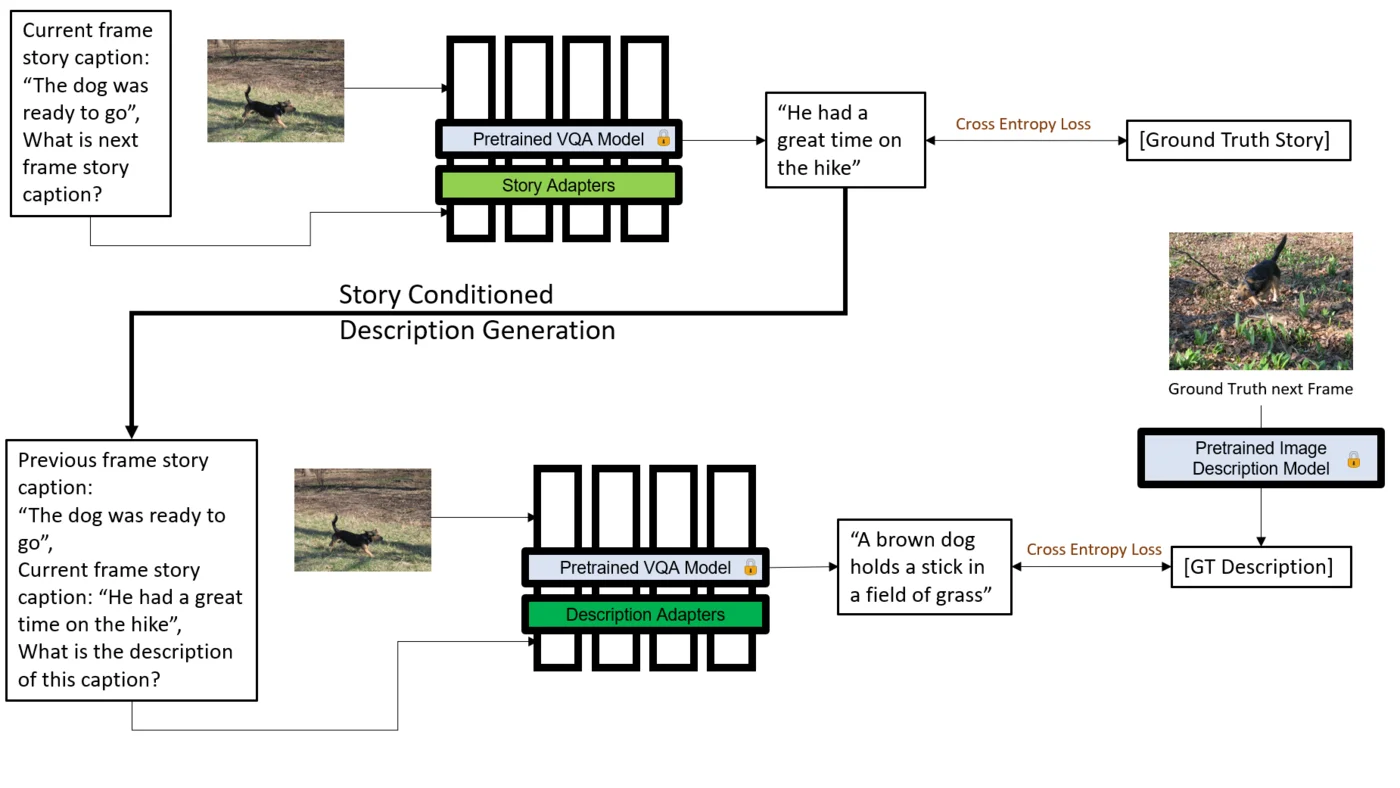 Current frame
story caption:
“The dog was
ready to go”,
What is next
frame story
caption?
Pretrained VQA Model
Story Adapters
“He had a
great time on
the hike”
Cross Entropy Loss
[Ground Truth Story]
Story Conditioned
Description Generation
Ground Truth next Frame
Pretrained Image
Description Model
Previous frame story
caption:
“The dog was ready to
go”,
Current frame story
caption: “He had a great
time on the hike”,
What is the description
of this caption?
Pretrained VQA Model
Description Adapters
“A brown dog
holds a stick in
a field of grass”
Cross Entropy Loss
[GT Description]